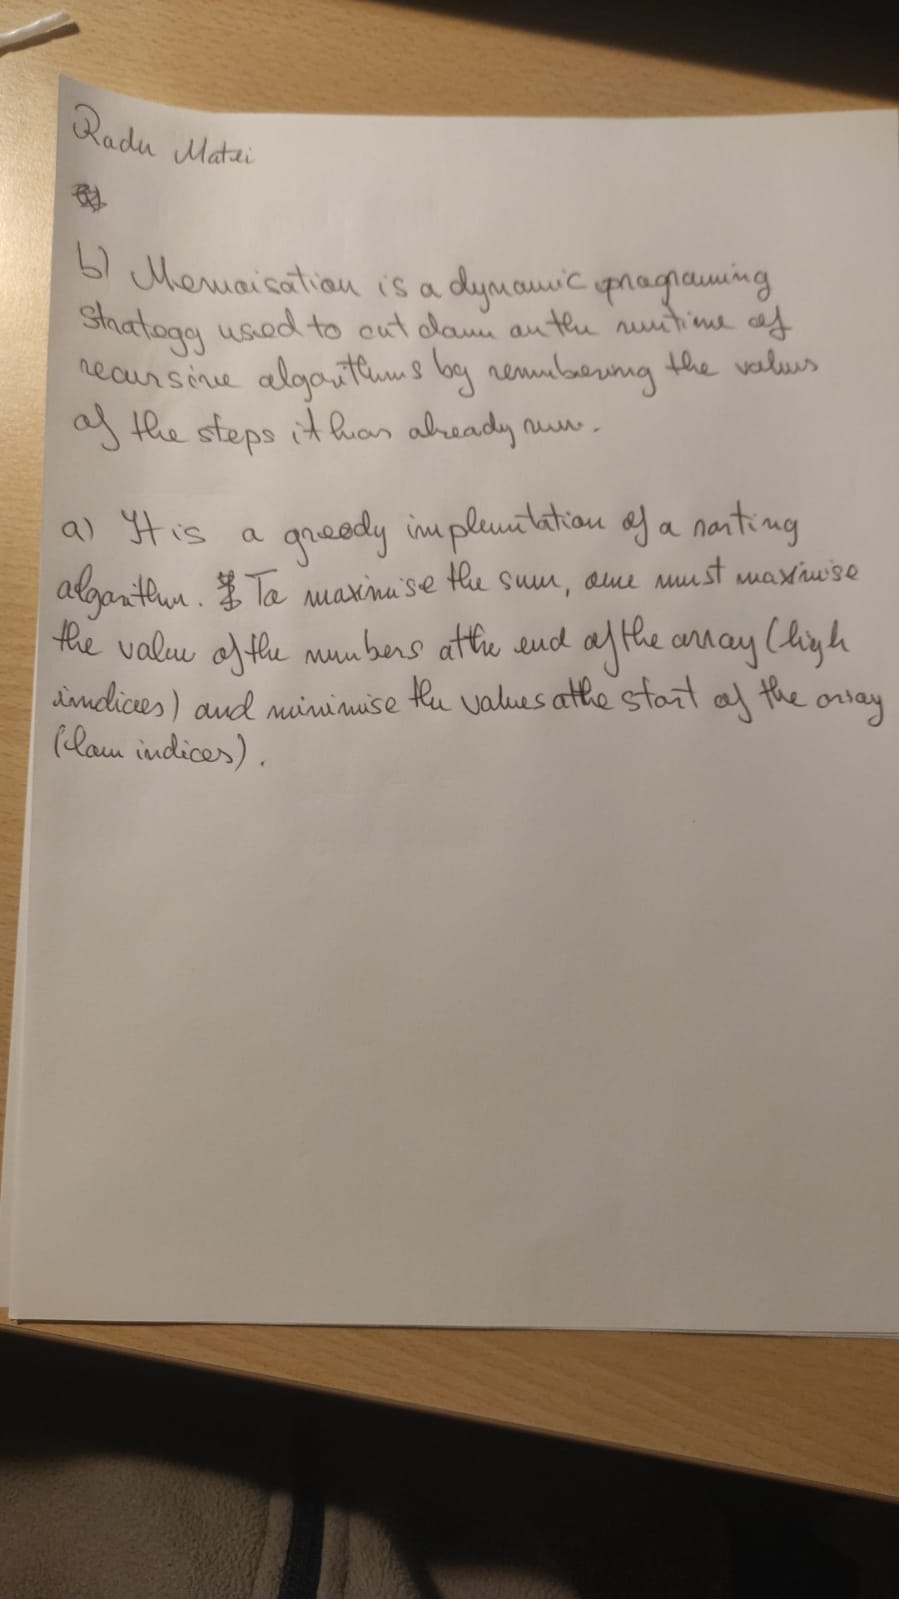 Radu Matei
b) Memoisation is a dynamic programing
strategy used to cut down on the runtime of
recursive algorithms by remembering the values
of the steps it has already run.
a) It is a greedy implementation of a sorting
algorithm. To maximise the sum, one must maximise
the value of the numbers at the end of the array (high
indices) and minimise the values at the start of the array
(low indices).